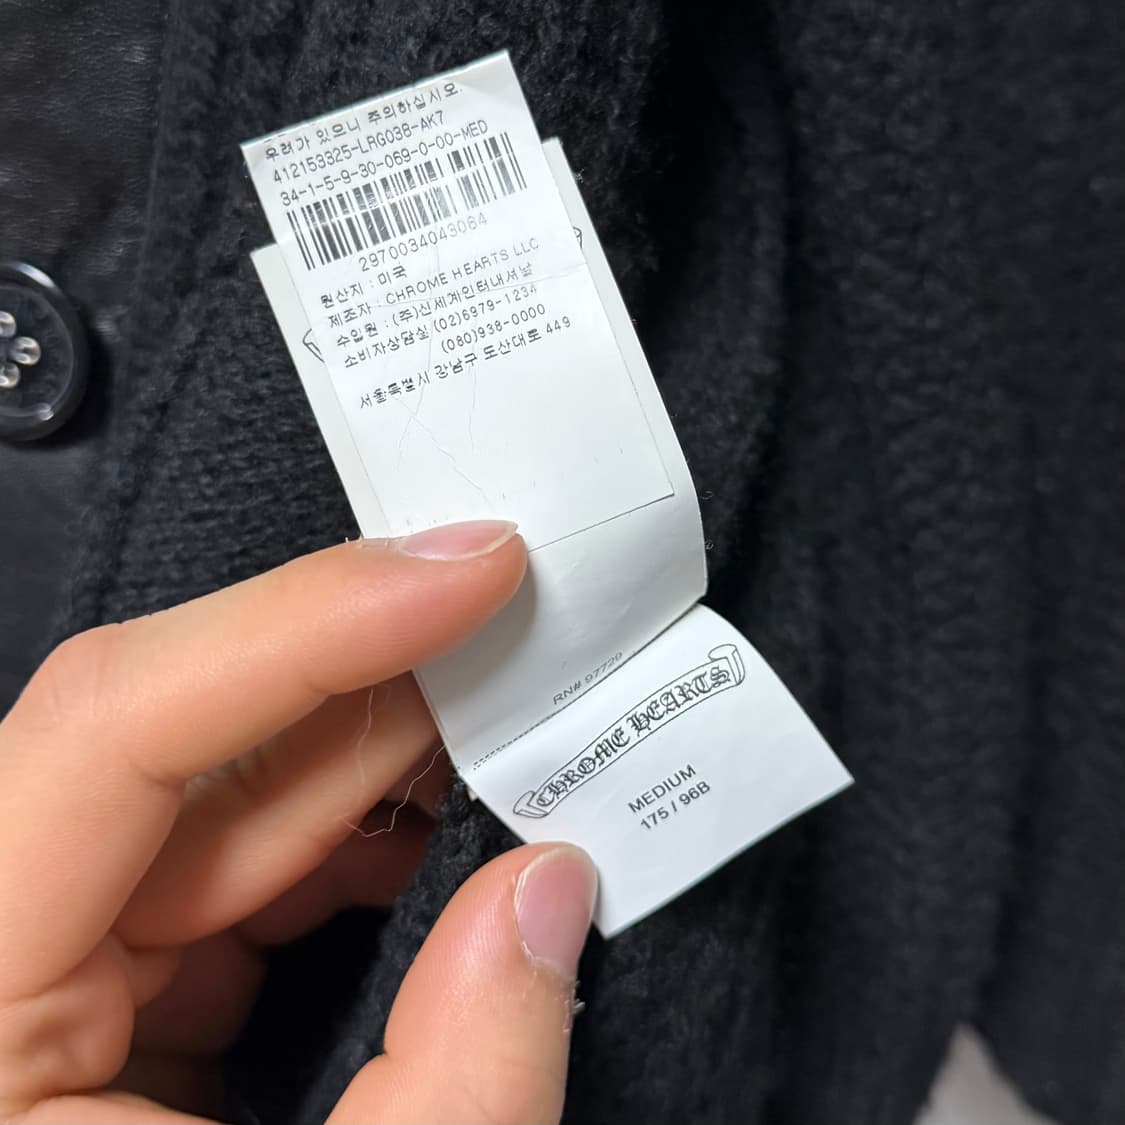 우려가 있으니 주의하십시오.
412153325-LRG038-AK7
34-1-5-9-30-069-0-00-MED
2970034043064
원산지 : 미국
제조자 : CHROME HEARTS LLC
수입원 : (주)신세계인터내셔날
소비자상담실 (02)6979-1234
(080)938-0000
서울특별시 강남구 도산대로 449
RN# 97729
CHROME HEARTS
MEDIUM
175 / 96B